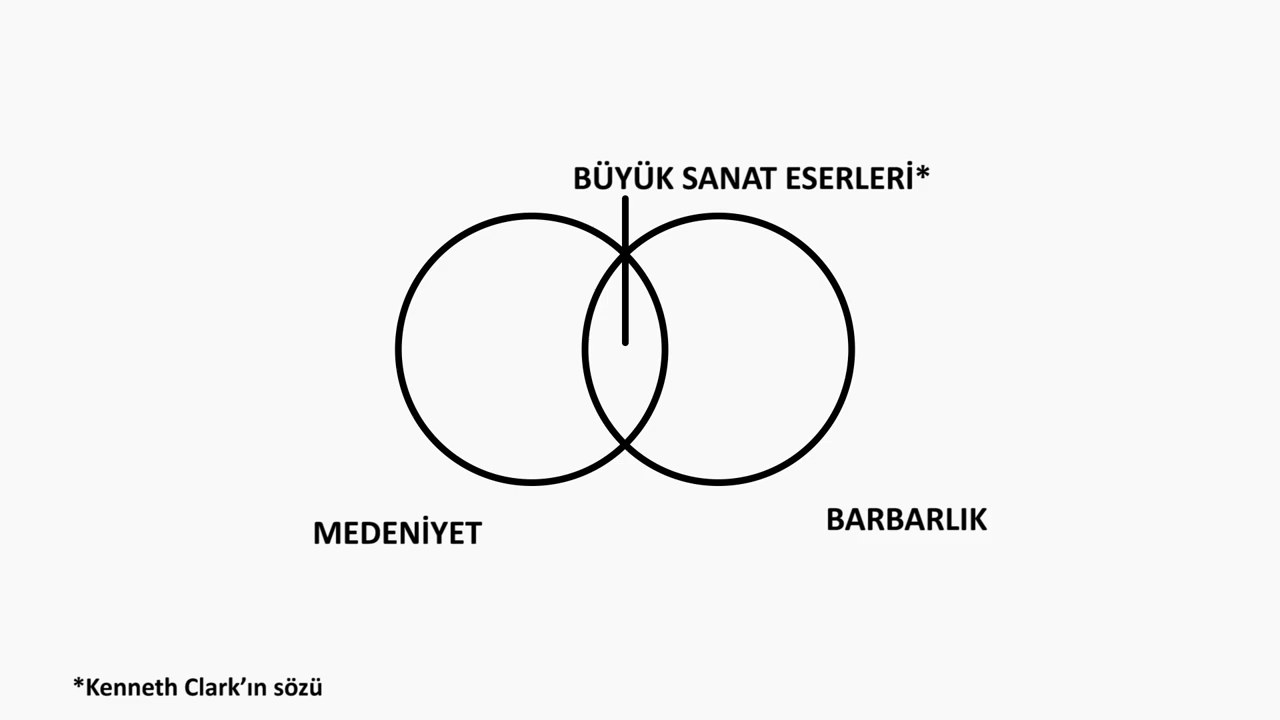 BÜYÜK SANAT ESERLERİ*
MEDENİYET
BARBARLIK
*Kenneth Clark’ın sözü